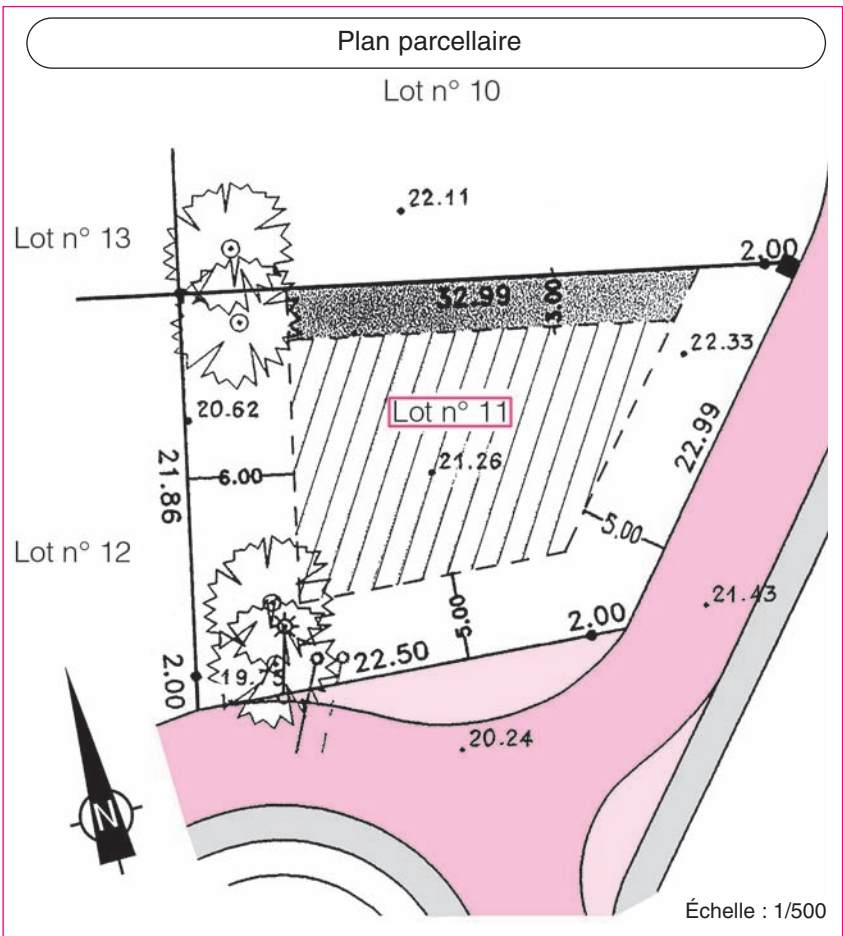 Plan parcellaire
Lot n° 10
22.11
Lot n° 13
2.00
32.99
3.00
22.33
20.62
Lot n° 11
22.99
21.86
6.00
21.26
5.00
Lot n° 12
21.43
5.00
2.00
2.00
19.75
22.50
20.24
N
Échelle : 1/500